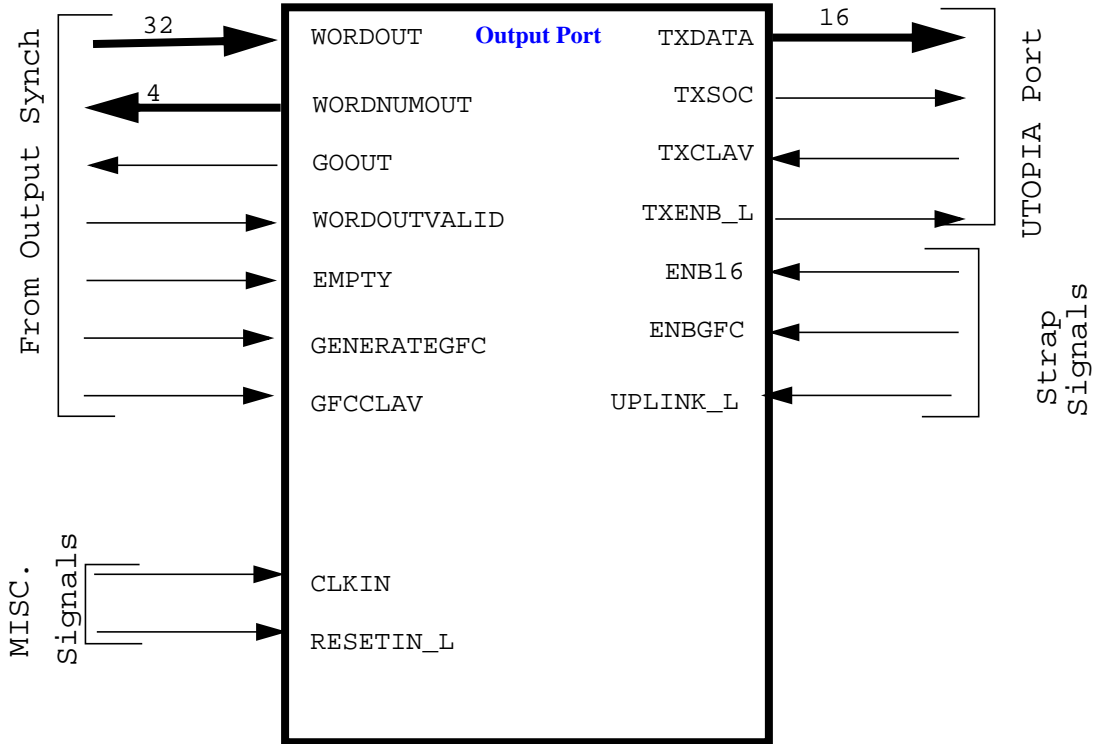 From Output Synch
32
WORDOUT
4
WORDNUMOUT
GOOUT
WORDOUTVALID
EMPTY
GENERATEGFC
GFCCLAV
MISC.
Signals
CLKIN
RESETIN_L
Output Port
TXDATA
16
TXSOC
TXCLAV
TXENB_L
UTOPIA Port
ENB16
ENBGFC
UPLINK_L
Strap
Signals